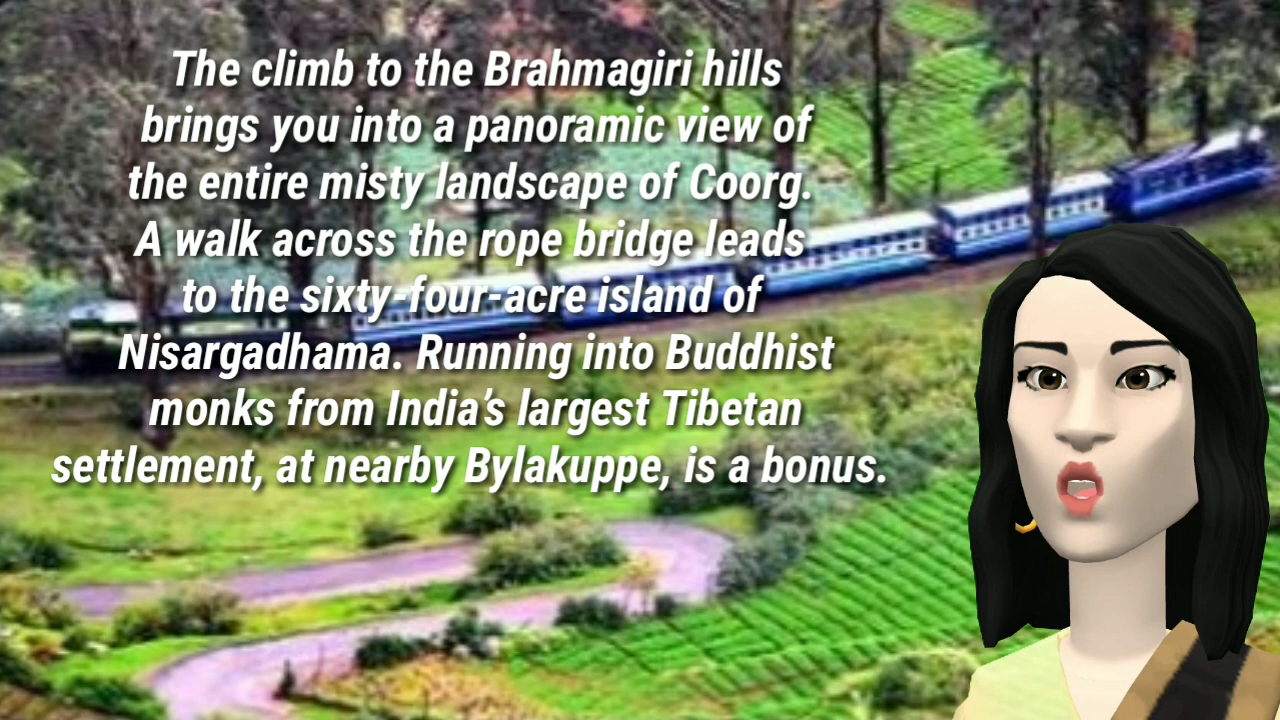 The climb to the Brahmagiri hills
brings you into a panoramic view of
the entire misty landscape of Coorg.
A walk across the rope bridge leads
to the sixty-four-acre island of
Nisargadhama. Running into Buddhist
monks from India’s largest Tibetan
settlement, at nearby Bylakuppe, is a bonus.